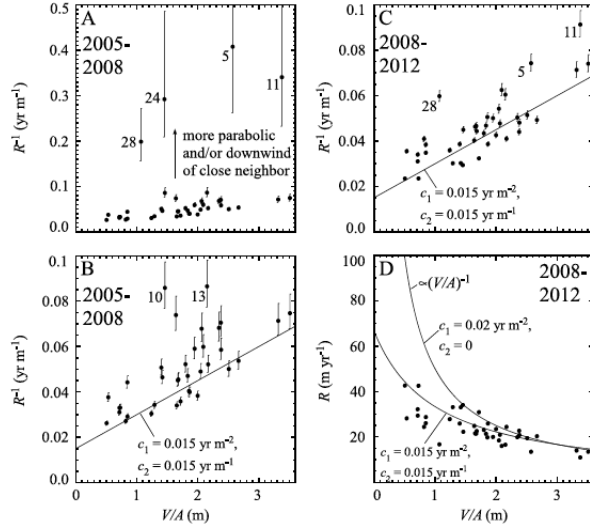 A
2005-
2008
0.5
0.4
0.3
0.2
0.1
0.0
R⁻¹ (yr m⁻¹)
5
11
24
28
more parabolic
and/or downwind
of close neighbor
0
1
2
3
C
2008-
2012
0.1
0.08
0.06
0.04
0.02
0
R⁻¹ (yr m⁻¹)
11
5
28
c₁ = 0.015 yr m⁻²,
c₂ = 0.015 yr m⁻¹
0
1
2
3
B
2005-
2008
0.1
0.08
0.06
0.04
0.02
0
R⁻¹ (yr m⁻¹)
10
13
c₁ = 0.015 yr m⁻²,
c₂ = 0.015 yr m⁻¹
0
1
2
3
V/A (m)
D
2008-
2012
100
80
60
40
20
R (m yr⁻¹)
∝(V/A)⁻¹
c₁ = 0.02 yr m⁻²,
c₂ = 0
c₁ = 0.015 yr m⁻²,
c₂ = 0.015 yr m⁻¹
0
1
2
3
V/A (m)